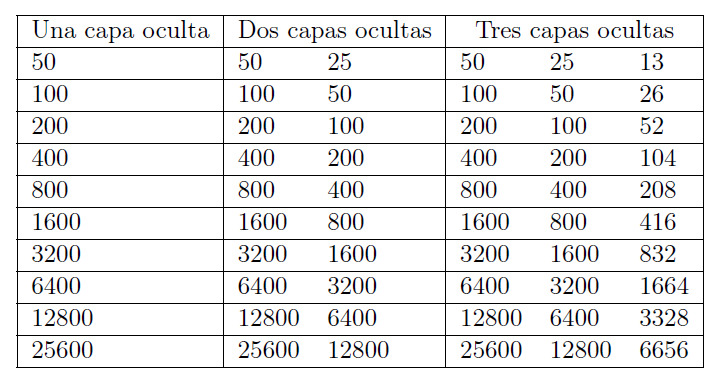 Una capa oculta Dos capas ocultas Tres capas ocultas
50 50 25 50 25 13
100 100 50 100 50 26
200 200 100 200 100 52
400 400 200 400 200 104
800 800 400 800 400 208
1600 1600 800 1600 800 416
3200 3200 1600 3200 1600 832
6400 6400 3200 6400 3200 1664
12800 12800 6400 12800 6400 3328
25600 25600 12800 25600 12800 6656